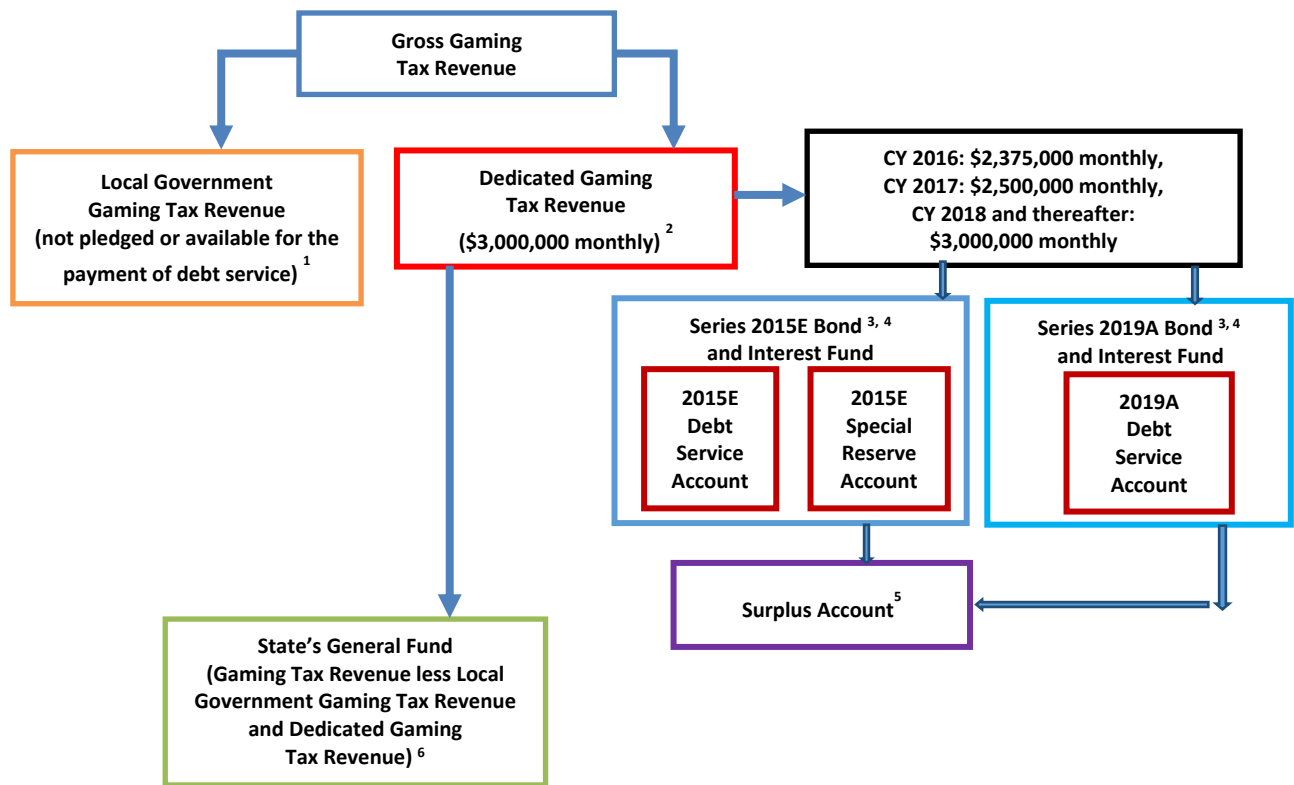 Gross Gaming
Tax Revenue
Local Government
Gaming Tax Revenue
(not pledged or available for the
payment of debt service) 1
Dedicated Gaming
Tax Revenue
($3,000,000 monthly) 2
CY 2016: $2,375,000 monthly,
CY 2017: $2,500,000 monthly,
CY 2018 and thereafter:
$3,000,000 monthly
Series 2015E Bond 3, 4
and Interest Fund
2015E
Debt
Service
Account
2015E
Special
Reserve
Account
Series 2019A Bond 3, 4
and Interest Fund
2019A
Debt
Service
Account
Surplus Account5
State’s General Fund
(Gaming Tax Revenue less Local
Government Gaming Tax Revenue
and Dedicated Gaming
Tax Revenue) 6